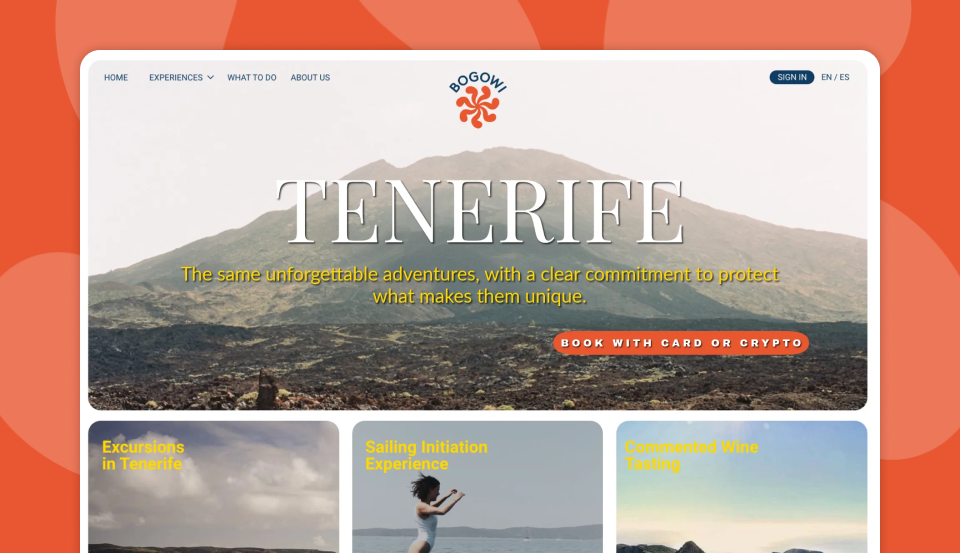 HOME
EXPERIENCES
WHAT TO DO
ABOUT US
BOGOWI
SIGN IN
EN / ES
TENERIFE
The same unforgettable adventures, with a clear commitment to protect
what makes them unique.
BOOK WITH CARD OR CRYPTO
Excursions
in Tenerife
Sailing Initiation
Experience
Commented Wine
Tasting